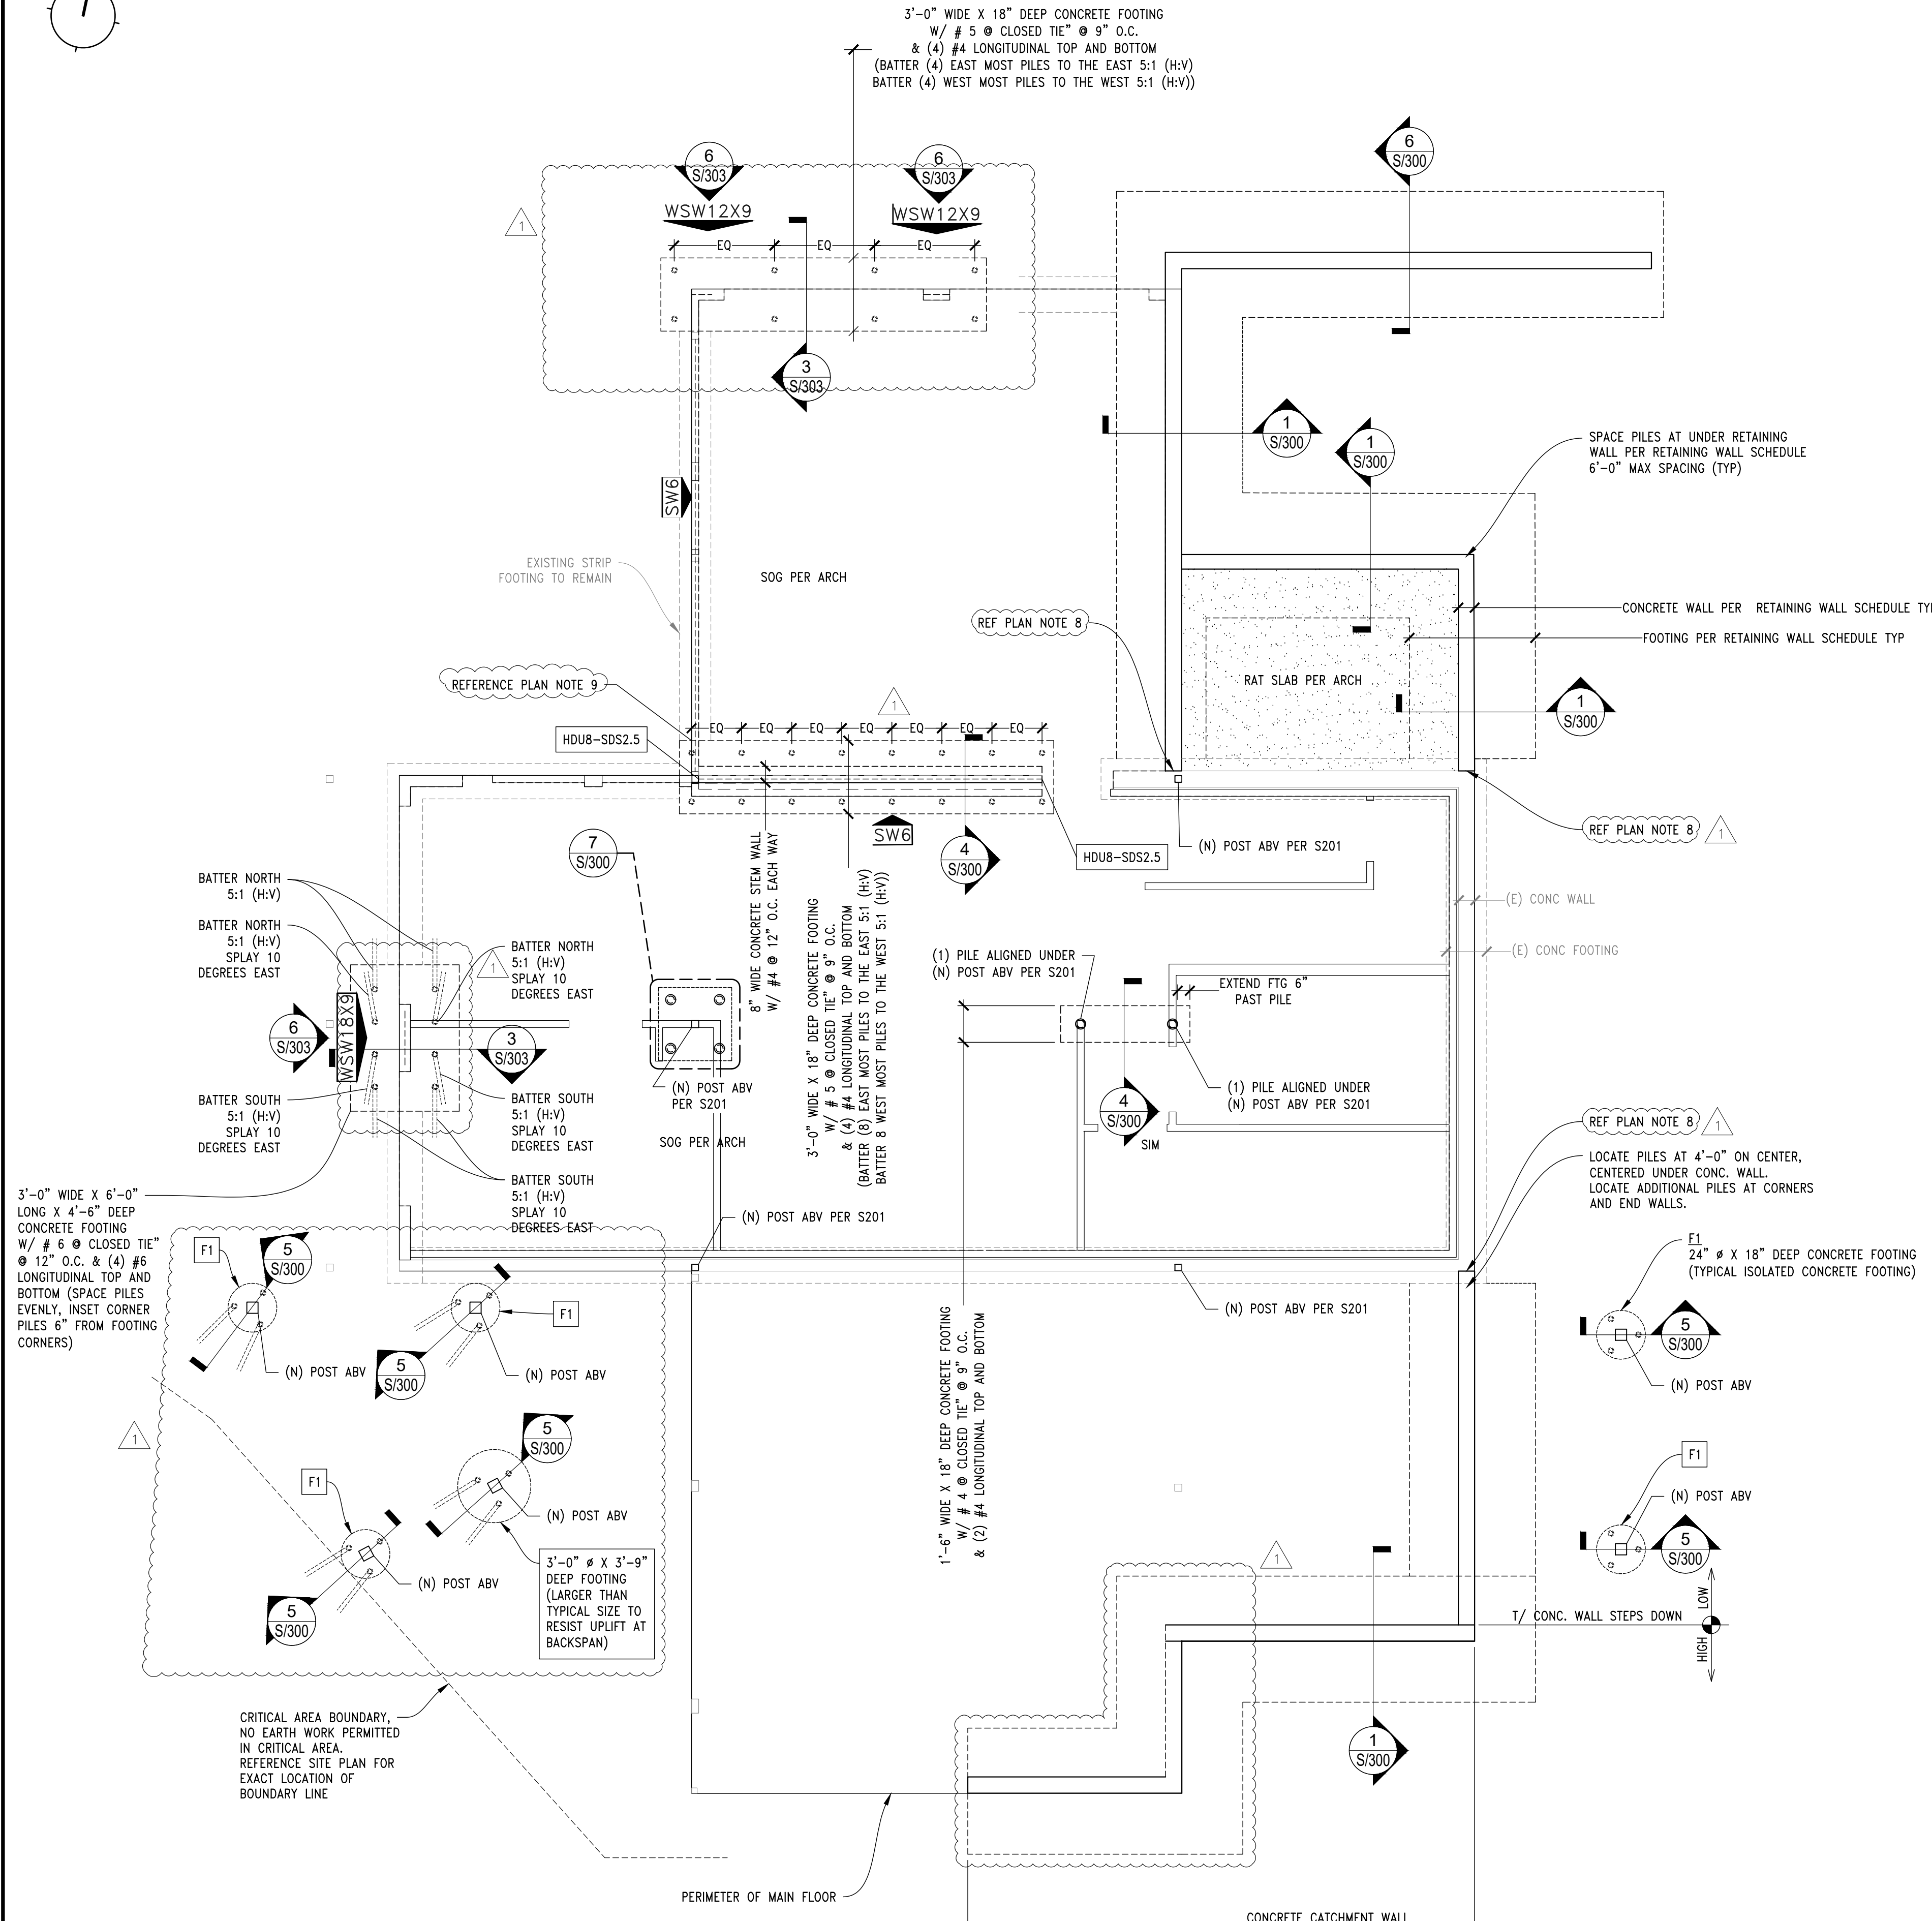 3'-0" WIDE X 18" DEEP CONCRETE FOOTING
W/ # 5 @ CLOSED TIE" @ 9" O.C.
& (4) #4 LONGITUDINAL TOP AND BOTTOM
(BATTER (4) EAST MOST PILES TO THE EAST 5:1 (H:V)
BATTER (4) WEST MOST PILES TO THE WEST 5:1 (H:V))
6
S/303
6
S/303
6
S/300
WSW12X9
WSW12X9
1
EQ
EQ
EQ
3
S/303
1
S/300
1
S/300
SPACE PILES AT UNDER RETAINING
WALL PER RETAINING WALL SCHEDULE
6'-0" MAX SPACING (TYP)
SW6
EXISTING STRIP
FOOTING TO REMAIN
SOG PER ARCH
REF PLAN NOTE 8
CONCRETE WALL PER RETAINING WALL SCHEDULE
FOOTING PER RETAINING WALL SCHEDULE TYP
RAT SLAB PER ARCH
REFERENCE PLAN NOTE 9
1
1
S/300
EQ
EQ
EQ
EQ
EQ
EQ
EQ
HDU8-SDS2.5
SW6
7
S/300
4
S/300
HDU8-SDS2.5
(N) POST ABV PER S201
REF PLAN NOTE 8
1
(E) CONC WALL
(E) CONC FOOTING
8" WIDE CONCRETE STEM WALL
W/ #4 @ 12" O.C. EACH WAY
3'-0" WIDE X 18" DEEP CONCRETE FOOTING
W/ # 5 @ CLOSED TIE" @ 9" O.C.
& (4) #4 LONGITUDINAL TOP AND BOTTOM
(BATTER (8) EAST MOST PILES TO THE EAST 5:1 (H:V)
BATTER 8 WEST MOST PILES TO THE WEST 5:1 (H:V))
BATTER NORTH
5:1 (H:V)
BATTER NORTH
5:1 (H:V)
SPLAY 10
DEGREES EAST
BATTER NORTH
5:1 (H:V)
SPLAY 10
DEGREES EAST
1
6
S/303
WSW18X9
3
S/303
BATTER SOUTH
5:1 (H:V)
SPLAY 10
DEGREES EAST
BATTER SOUTH
5:1 (H:V)
SPLAY 10
DEGREES EAST
BATTER SOUTH
5:1 (H:V)
SPLAY 10
DEGREES EAST
(N) POST ABV
PER S201
SOG PER ARCH
(1) PILE ALIGNED UNDER
(N) POST ABV PER S201
EXTEND FTG 6"
PAST PILE
(1) PILE ALIGNED UNDER
(N) POST ABV PER S201
4
S/300
SIM
REF PLAN NOTE 8
1
LOCATE PILES AT 4'-0" ON CENTER,
CENTERED UNDER CONC. WALL.
LOCATE ADDITIONAL PILES AT CORNERS
AND END WALLS.
3'-0" WIDE X 6'-0"
LONG X 4'-6" DEEP
CONCRETE FOOTING
W/ # 6 @ CLOSED TIE"
@ 12" O.C. & (4) #6
LONGITUDINAL TOP AND
BOTTOM (SPACE PILES
EVENLY, INSET CORNER
PILES 6" FROM FOOTING
CORNERS)
(N) POST ABV PER S201
(N) POST ABV PER S201
F1
5
S/300
(N) POST ABV
F1
5
S/300
(N) POST ABV
1'-6" WIDE X 18" DEEP CONCRETE FOOTING
W/ # 4 @ CLOSED TIE" @ 9" O.C.
& (2) #4 LONGITUDINAL TOP AND BOTTOM
F1
24" ø X 18" DEEP CONCRETE FOOTING
(TYPICAL ISOLATED CONCRETE FOOTING)
5
S/300
(N) POST ABV
1
5
S/300
(N) POST ABV
F1
(N) POST ABV
5
S/300
3'-0" ø X 3'-9"
DEEP FOOTING
(LARGER THAN
TYPICAL SIZE TO
RESIST UPLIFT AT
BACKSPAN)
F1
(N) POST ABV
5
S/300
1
T/ CONC. WALL STEPS DOWN
LOW
HIGH
CRITICAL AREA BOUNDARY,
NO EARTH WORK PERMITTED
IN CRITICAL AREA.
REFERENCE SITE PLAN FOR
EXACT LOCATION OF
BOUNDARY LINE
1
S/300
PERIMETER OF MAIN FLOOR
CONCRETE CATCHMENT WALL